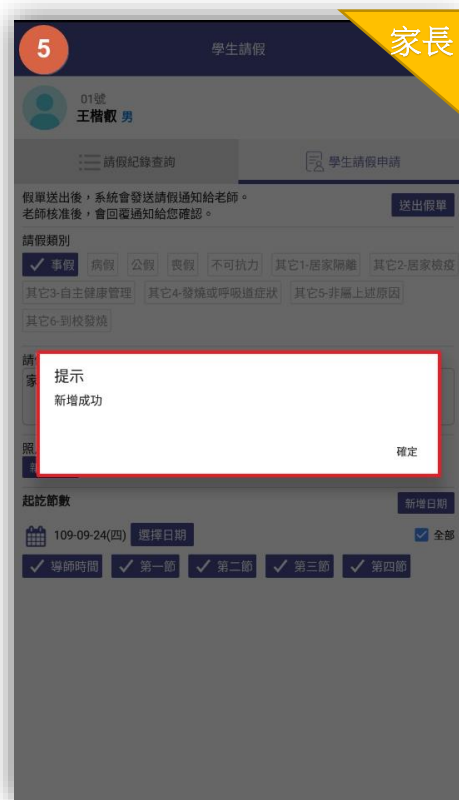 5
學生請假
家長
01號
王楷叡 男
請假紀錄查詢
學生請假申請
假單送出後，系統會發送請假通知給老師。
老師核准後，會回覆通知給您確認。
送出假單
請假類別
事假 病假 公假 喪假 不可抗力 其它1-居家隔離 其它2-居家檢疫
其它3-自主健康管理 其它4-發燒或呼吸道症狀 其它5-非屬上述原因
其它6-到校發燒
請
家
提示
新增成功
確定
照
新
起訖節數
新增日期
109-09-24(四) 選擇日期
全部
導師時間 第一節 第二節 第三節 第四節